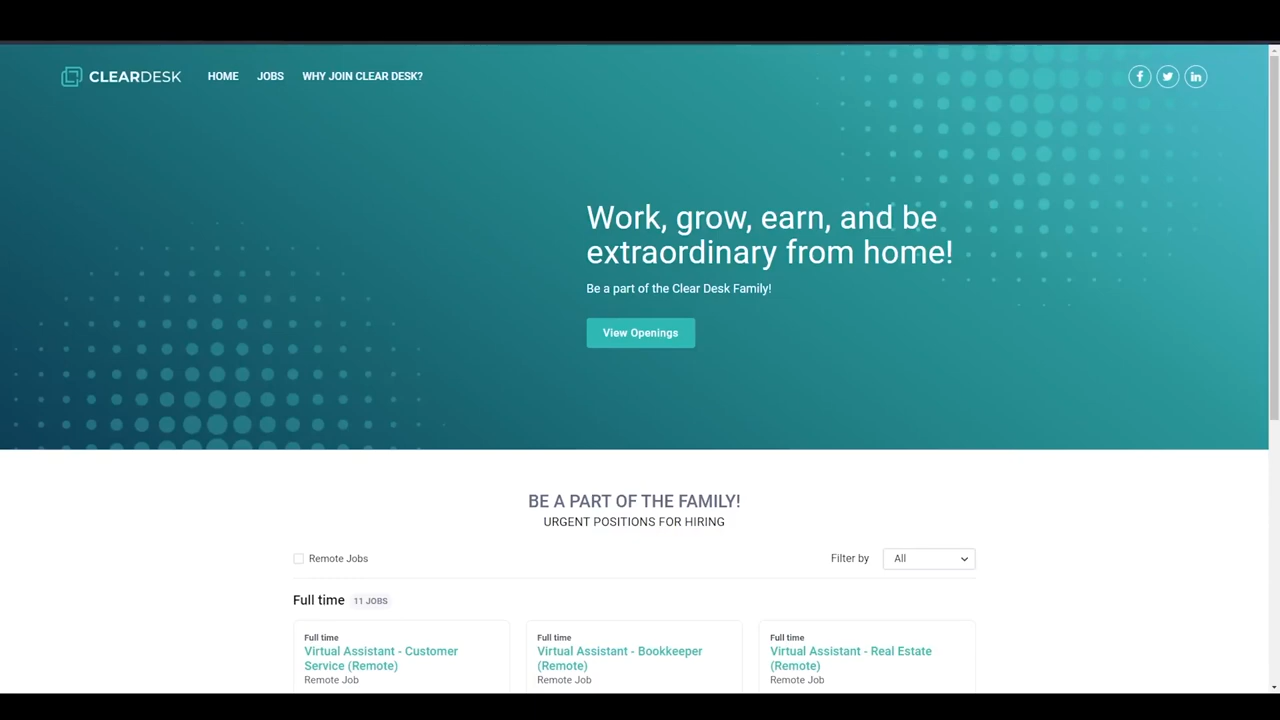 CLEARDESK HOME JOBS WHY JOIN CLEAR DESK?
Work, grow, earn, and be
extraordinary from home!
Be a part of the Clear Desk Family!
View Openings
BE A PART OF THE FAMILY!
URGENT POSITIONS FOR HIRING
Remote Jobs
Filter by All
Full time 11 JOBS
Full time
Virtual Assistant - Customer
Service (Remote)
Remote Job
Full time
Virtual Assistant - Bookkeeper
(Remote)
Remote Job
Full time
Virtual Assistant - Real Estate
(Remote)
Remote Job